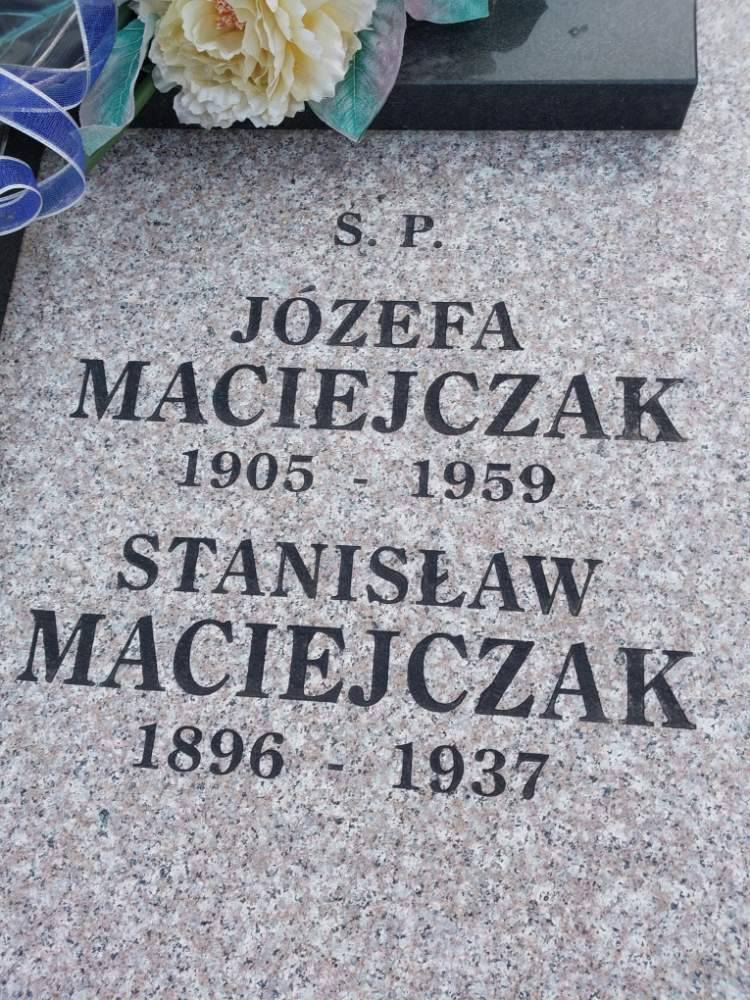 S. P.
JÓZEFA
MACIEJCZAK
1905 - 1959
STANISŁAW
MACIEJCZAK
1896 - 1937